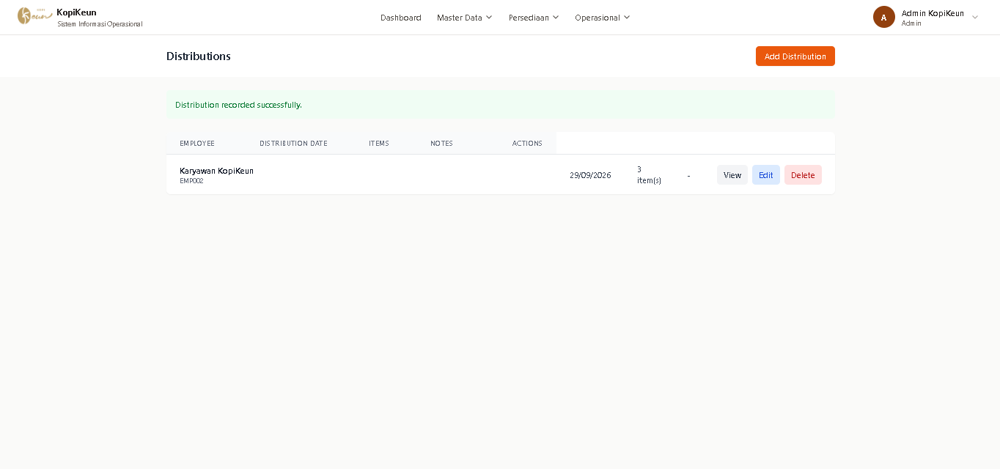 KopiKeun
Sistem Informasi Operasional
Dashboard
Master Data
Persediaan
Operasional
A
Admin KopiKeun
Admin
Distributions
Add Distribution
Distribution recorded successfully.
EMPLOYEE
DISTRIBUTION DATE
ITEMS
NOTES
ACTIONS
Karyawan KopiKeun
EMP002
29/09/2026
3
item(s)
-
View
Edit
Delete